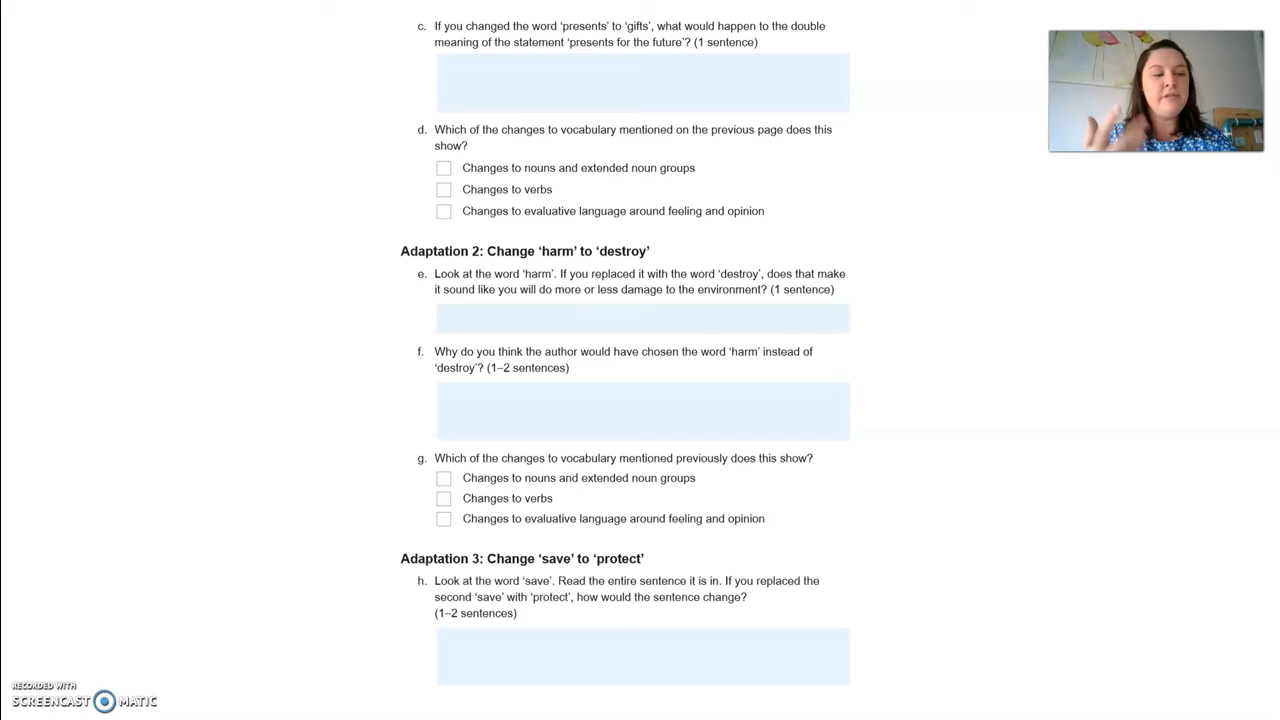 c. If you changed the word ‘presents’ to ‘gifts’, what would happen to the double
meaning of the statement ‘presents for the future’? (1 sentence)
d. Which of the changes to vocabulary mentioned on the previous page does this
show?
Changes to nouns and extended noun groups
Changes to verbs
Changes to evaluative language around feeling and opinion
Adaptation 2: Change ‘harm’ to ‘destroy’
e. Look at the word ‘harm’. If you replaced it with the word ‘destroy’, does that make
it sound like you will do more or less damage to the environment? (1 sentence)
f. Why do you think the author would have chosen the word ‘harm’ instead of
‘destroy’? (1–2 sentences)
g. Which of the changes to vocabulary mentioned previously does this show?
Changes to nouns and extended noun groups
Changes to verbs
Changes to evaluative language around feeling and opinion
Adaptation 3: Change ‘save’ to ‘protect’
h. Look at the word ‘save’. Read the entire sentence it is in. If you replaced the
second ‘save’ with ‘protect’, how would the sentence change?
(1–2 sentences)
RECORDED WITH
SCREENCAST MATIC